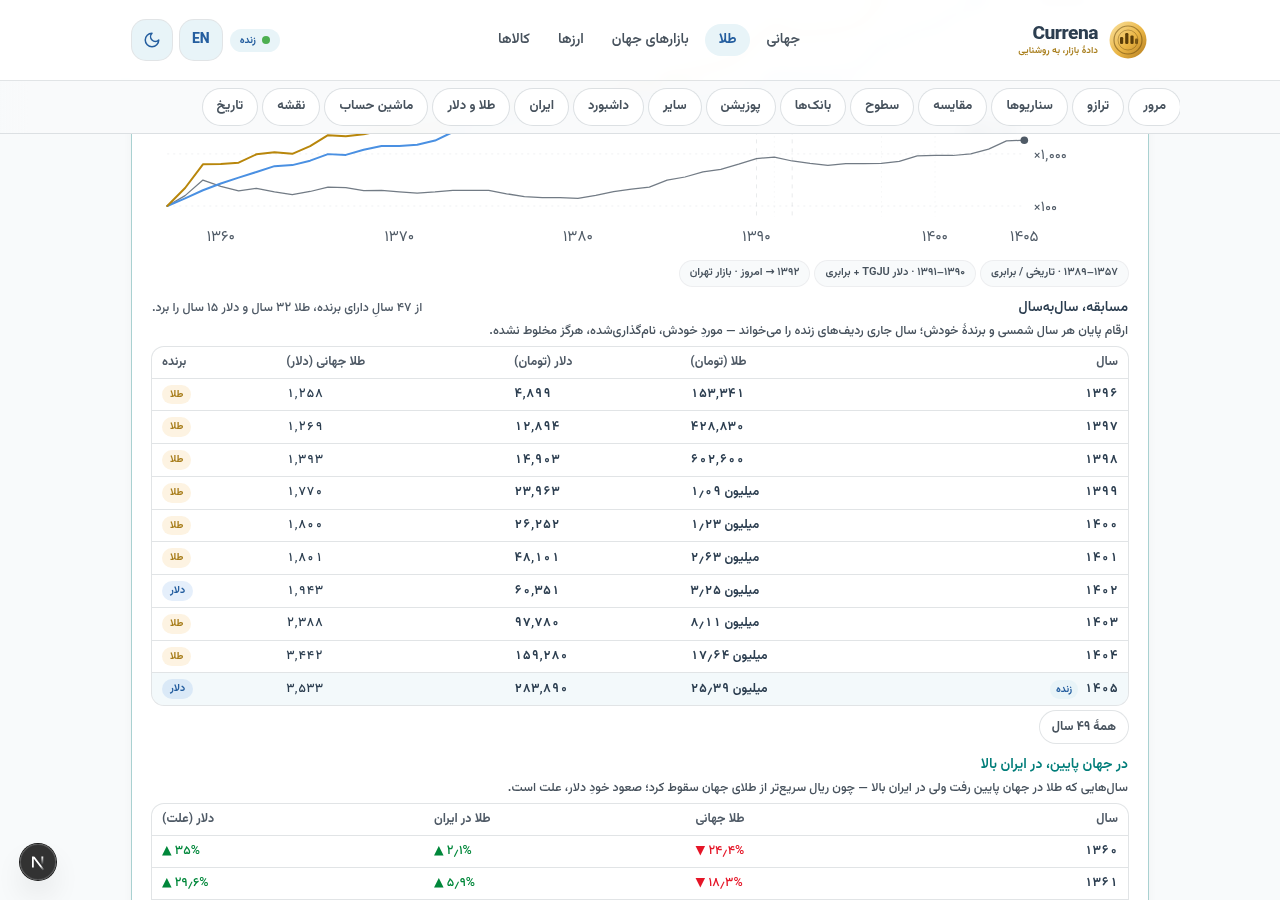 Currena
دادهٔ بازار، به روشنایی
جهانی طلا بازارهای جهان ارزها کالاها
زنده
EN
مرور ترازو سناریوها مقایسه سطوح بانک‌ها پوزیشن سایر داشبورد ایران طلا و دلار ماشین حساب نقشه تاریخ
×۱,۰۰۰
×۱۰۰
۱۳۶۰ ۱۳۷۰ ۱۳۸۰ ۱۳۹۰ ۱۴۰۰ ۱۴۰۵
۱۳۵۷–۱۳۸۹ · تاریخی / برابری
۱۳۹۰–۱۳۹۱ · دلار TGJU + برابری
۱۳۹۲ → امروز · بازار تهران
مسابقه، سال‌به‌سال
از ۴۷ سالِ دارای برنده، طلا ۳۲ سال و دلار ۱۵ سال را برد.
ارقام پایان هر سال شمسی و برندهٔ خودش؛ سال جاری ردیف‌های زنده را می‌خواند — موردِ خودش، نام‌گذاری‌شده، هرگز مخلوط نشده.
سال طلا (تومان) دلار (تومان) طلا جهانی (دلار) برنده
۱۳۹۶ ۱۵۳,۳۴۱ ۴,۸۹۹ ۱,۲۵۸ طلا
۱۳۹۷ ۴۲۸,۸۳۰ ۱۲,۸۹۴ ۱,۲۶۹ طلا
۱۳۹۸ ۶۰۲,۶۰۰ ۱۴,۹۰۳ ۱,۳۹۳ طلا
۱۳۹۹ ۱٫۰۹ میلیون ۲۳,۹۶۳ ۱,۷۷۰ طلا
۱۴۰۰ ۱٫۲۳ میلیون ۲۶,۲۵۲ ۱,۸۰۰ طلا
۱۴۰۱ ۲٫۶۳ میلیون ۴۸,۱۰۱ ۱,۸۰۱ طلا
۱۴۰۲ ۳٫۲۵ میلیون ۶۰,۳۵۱ ۱,۹۴۳ دلار
۱۴۰۳ ۸٫۱۱ میلیون ۹۷,۷۸۰ ۲,۳۸۸ طلا
۱۴۰۴ ۱۷٫۶۴ میلیون ۱۵۹,۲۸۰ ۳,۴۴۲ طلا
۱۴۰۵ زنده ۲۵٫۳۹ میلیون ۲۸۳,۸۹۰ ۳,۵۳۳ دلار
همهٔ ۴۹ سال
در جهان پایین، در ایران بالا
سال‌هایی که طلا در جهان پایین رفت ولی در ایران بالا — چون ریال سریع‌تر از طلای جهان سقوط کرد؛ صعود خودِ دلار، علت است.
سال طلا جهانی طلا در ایران دلار (علت)
۱۳۶۰ ▼ ۲۴٫۴% ▲ ۲٫۱% ▲ ۳۵%
۱۳۶۱ ▼ ۱۸٫۳% ▲ ۵٫۹% ▲ ۲۹٫۶%
N